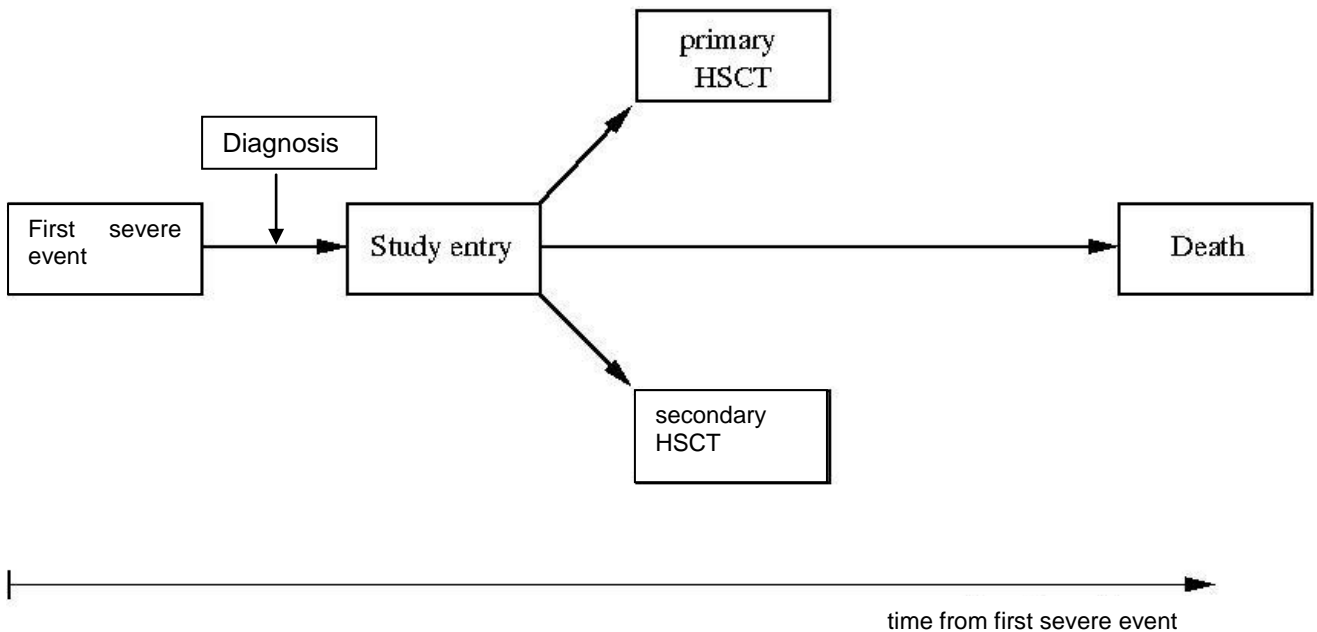 primary
HSCT
Diagnosis
First severe
event
Study entry
Death
secondary
HSCT
time from first severe event